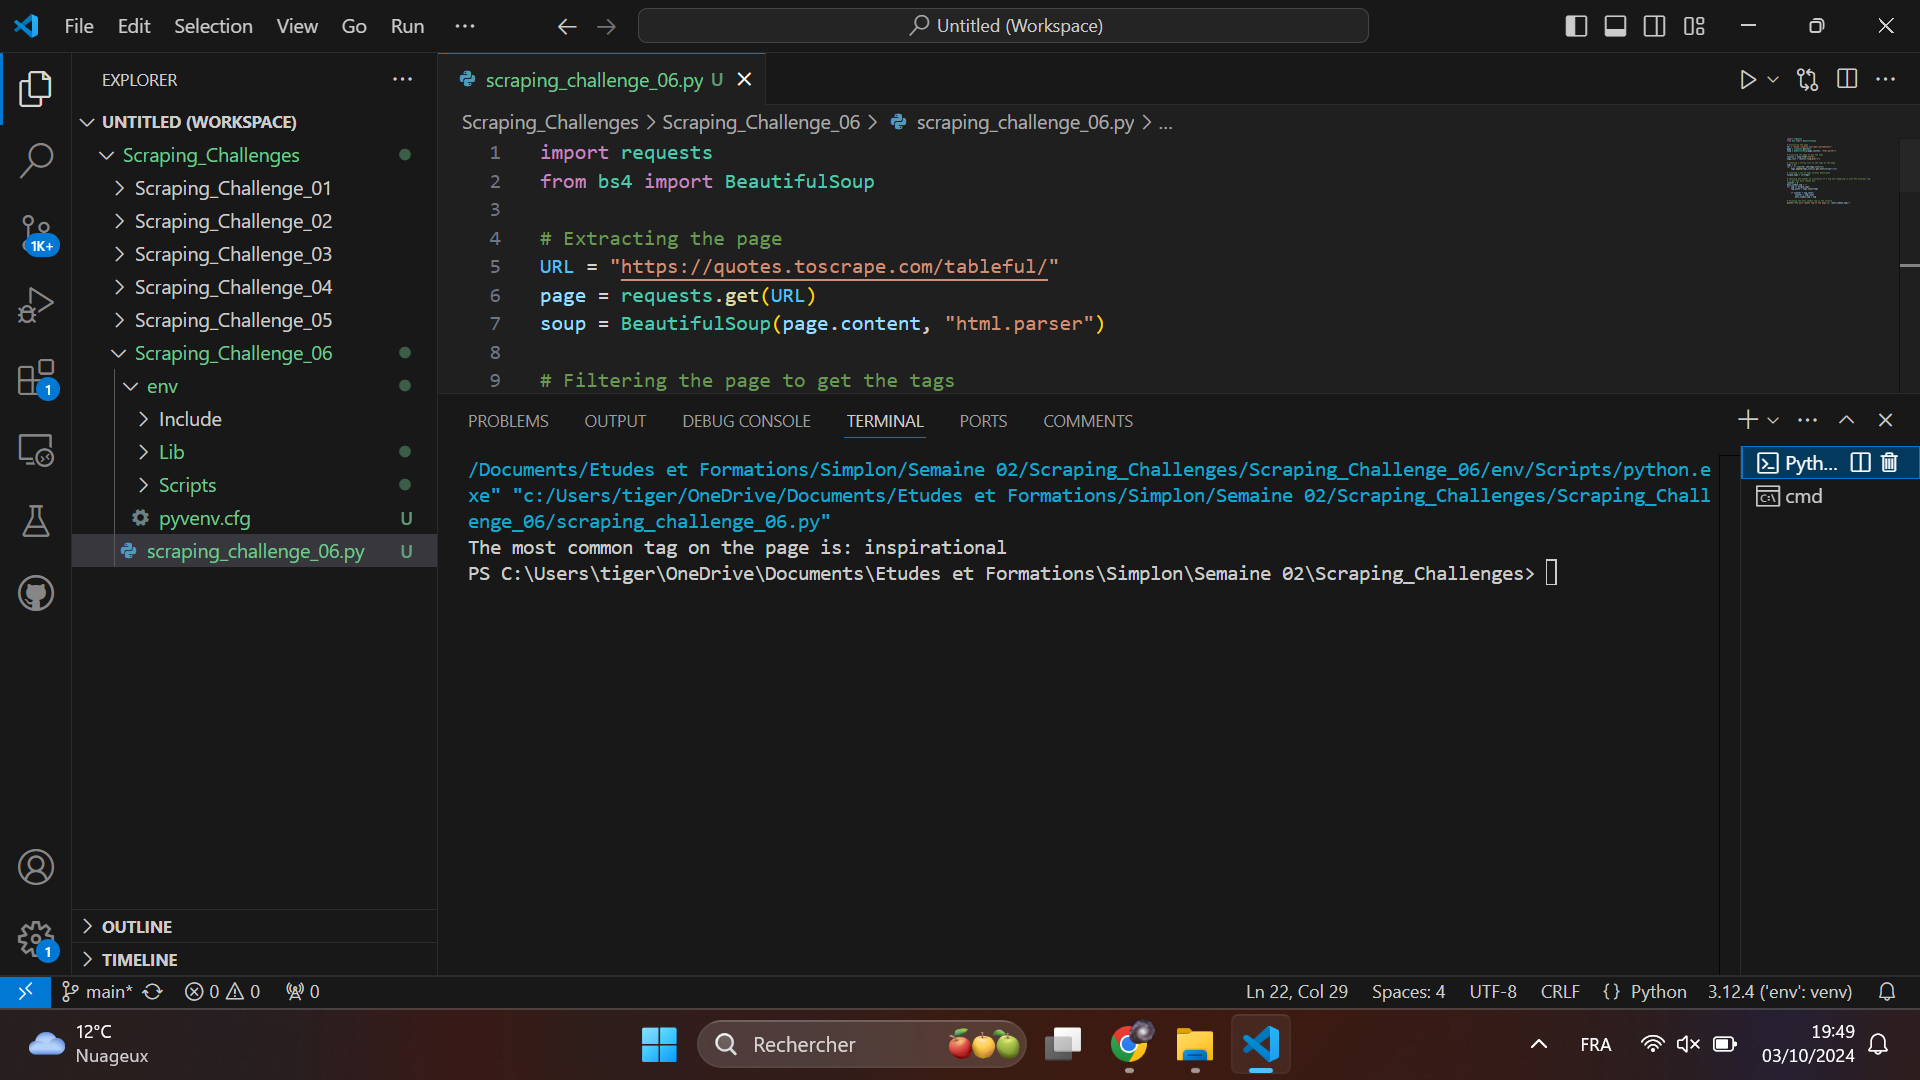 File Edit Selection View Go Run ···
Untitled (Workspace)
EXPLORER
UNTITLED (WORKSPACE)
Scraping_Challenges
Scraping_Challenge_01
Scraping_Challenge_02
Scraping_Challenge_03
Scraping_Challenge_04
Scraping_Challenge_05
Scraping_Challenge_06
env
Include
Lib
Scripts
pyvenv.cfg U
scraping_challenge_06.py U
OUTLINE
TIMELINE
1K+
1
1
scraping_challenge_06.py U
Scraping_Challenges > Scraping_Challenge_06 > scraping_challenge_06.py > ...
1 import requests
2 from bs4 import BeautifulSoup
3
4 # Extracting the page
5 URL = "https://quotes.toscrape.com/tableful/"
6 page = requests.get(URL)
7 soup = BeautifulSoup(page.content, "html.parser")
8
9 # Filtering the page to get the tags
PROBLEMS OUTPUT DEBUG CONSOLE TERMINAL PORTS COMMENTS
/Documents/Etudes et Formations/Simplon/Semaine 02/Scraping_Challenges/Scraping_Challenge_06/env/Scripts/python.e
xe" "c:/Users/tiger/OneDrive/Documents/Etudes et Formations/Simplon/Semaine 02/Scraping_Challenges/Scraping_Chall
enge_06/scraping_challenge_06.py"
The most common tag on the page is: inspirational
PS C:\Users\tiger\OneDrive\Documents\Etudes et Formations\Simplon\Semaine 02\Scraping_Challenges>
Pyth...
cmd
main* 0 0 0
Ln 22, Col 29 Spaces: 4 UTF-8 CRLF {} Python 3.12.4 ('env': venv)
12°C
Nuageux
Rechercher
FRA
19:49
03/10/2024